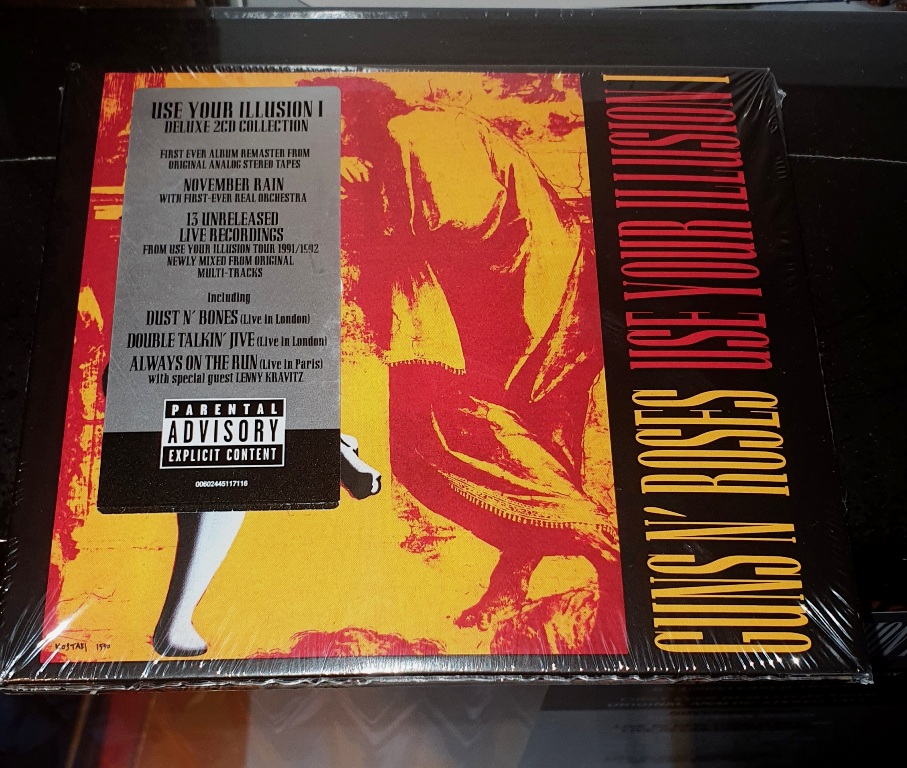 USE YOUR ILLUSION I
DELUXE 2CD COLLECTION
FIRST EVER ALBUM REMASTER FROM
ORIGINAL ANALOG STEREO TAPES
NOVEMBER RAIN
WITH FIRST-EVER REAL ORCHESTRA
13 UNRELEASED
LIVE RECORDINGS
FROM USE YOUR ILLUSION TOUR 1991/1992
NEWLY MIXED FROM ORIGINAL
MULTI-TRACKS
Including
DUST N' BONES (Live in London)
DOUBLE TALKIN' JIVE (Live in London)
ALWAYS ON THE RUN (Live in Paris)
with special guest LENNY KRAVITZ
PARENTAL
ADVISORY
EXPLICIT CONTENT
00602445117116
KOSTABI 1990
GUNS N' ROSES USE YOUR ILLUSION I